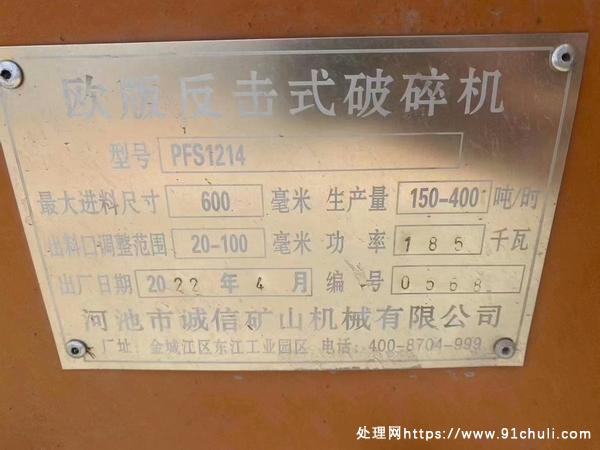 欧版反击式破碎机
型号 PFS1214
最大进料尺寸 600 毫米 生产量 150-400 吨/时
出料口调整范围 20-100 毫米 功率 185 千瓦
出厂日期 2022年4月 编号 0568
河池市诚信矿山机械有限公司
厂址:金城江区东江工业园区 电话:400-8704-999
处理网https://www.91chuli.com